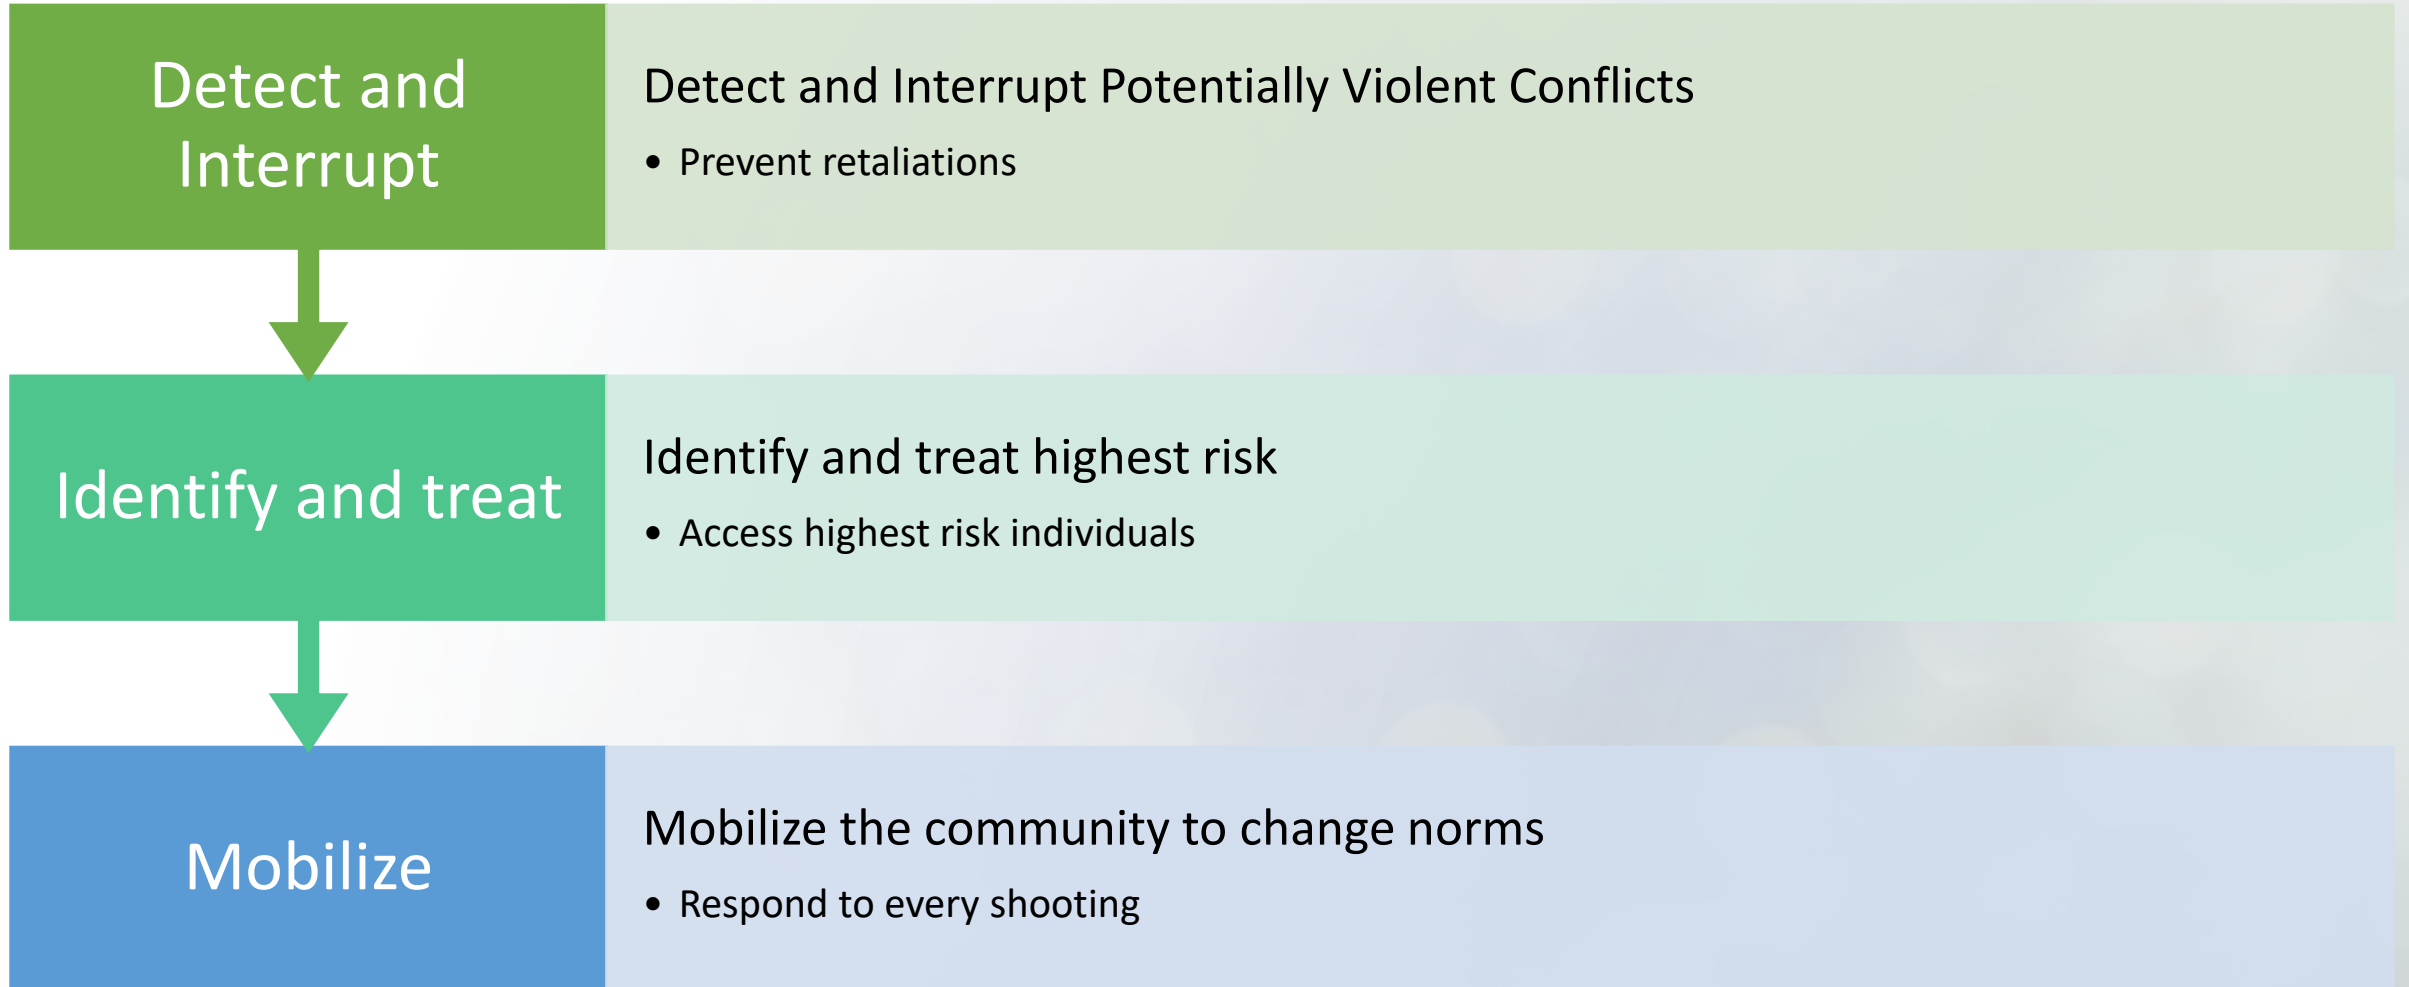 Detect and
Interrupt
Detect and Interrupt Potentially Violent Conflicts
• Prevent retaliations
Identify and treat
Identify and treat highest risk
• Access highest risk individuals
Mobilize
Mobilize the community to change norms
• Respond to every shooting